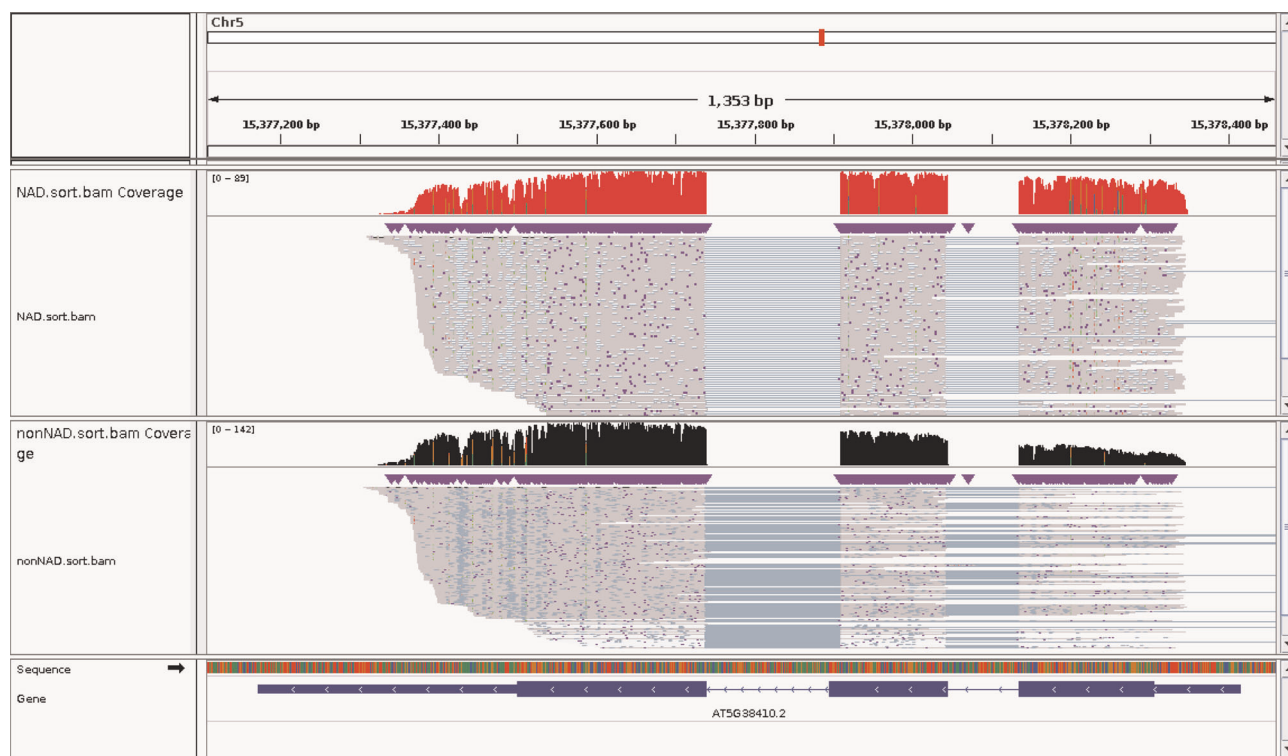 Chr5
1,353 bp
15,377,200 bp 15,377,400 bp 15,377,600 bp 15,377,800 bp 15,378,000 bp 15,378,200 bp 15,378,400 bp
NAD.sort.bam Coverage
[0 - 89]
NAD.sort.bam
nonNAD.sort.bam Covera
ge
[0 - 142]
nonNAD.sort.bam
Sequence
Gene
AT5G38410.2